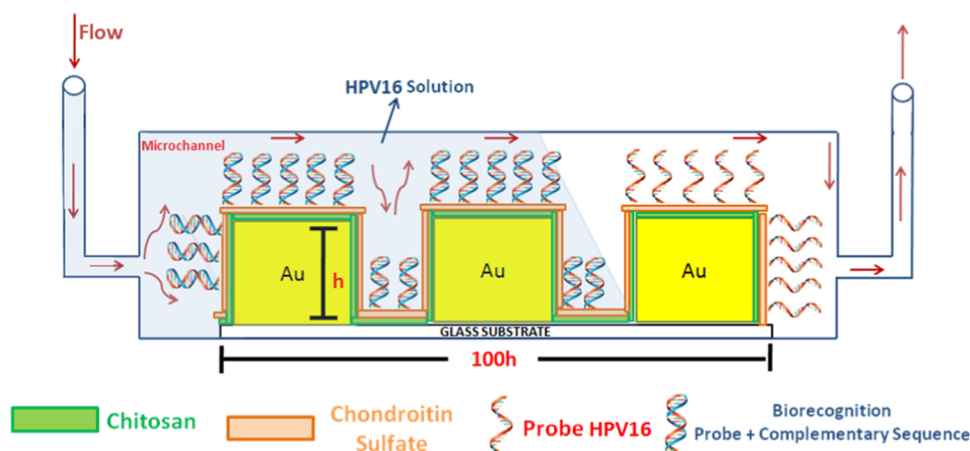 Flow
HPV16 Solution
Microchannel
Au
h
Au
Au
GLASS SUBSTRATE
100h
Chitosan
Chondroitin
Sulfate
Probe HPV16
Biorecognition
Probe + Complementary Sequence